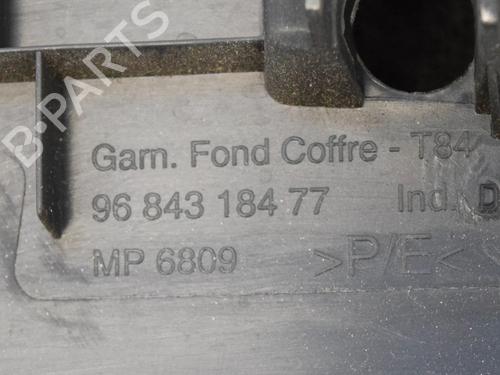 Garn. Fond Coffre - T84
96 843 184 77 Ind. D
MP 6809 >P/E<
B-PARTS